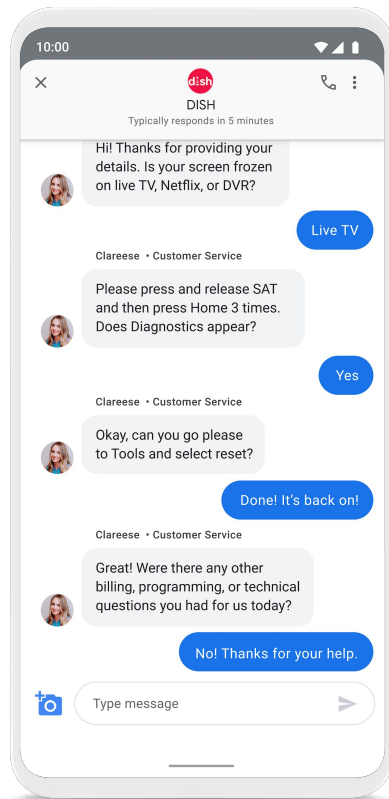 10:00
dish
DISH
Typically responds in 5 minutes
Hi! Thanks for providing your
details. Is your screen frozen
on live TV, Netflix, or DVR?
Live TV
Clareese • Customer Service
Please press and release SAT
and then press Home 3 times.
Does Diagnostics appear?
Yes
Clareese • Customer Service
Okay, can you go please
to Tools and select reset?
Done! It's back on!
Clareese • Customer Service
Great! Were there any other
billing, programming, or technical
questions you had for us today?
No! Thanks for your help.
Type message